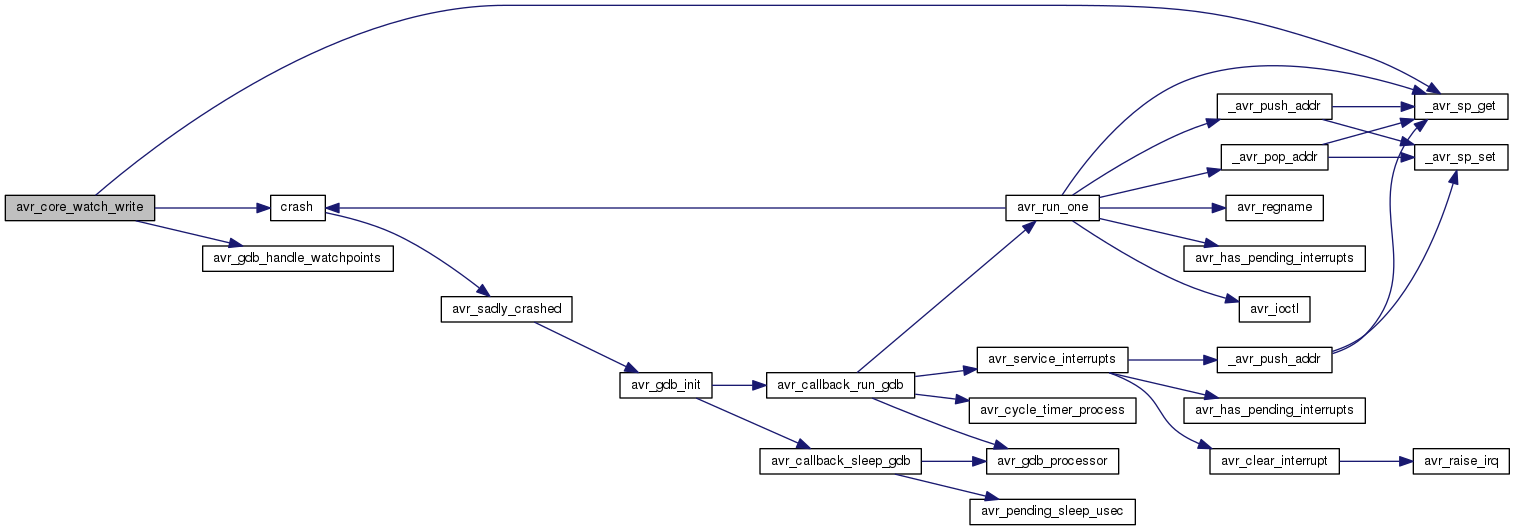 avr_core_watch_write
crash
avr_gdb_handle_watchpoints
avr_sadly_crashed
avr_gdb_init
avr_callback_run_gdb
avr_callback_sleep_gdb
avr_run_one
avr_service_interrupts
avr_cycle_timer_process
avr_gdb_processor
avr_pending_sleep_usec
_avr_push_addr
_avr_pop_addr
avr_regname
avr_has_pending_interrupts
avr_ioctl
_avr_push_addr
avr_has_pending_interrupts
avr_clear_interrupt
_avr_sp_get
_avr_sp_set
avr_raise_irq